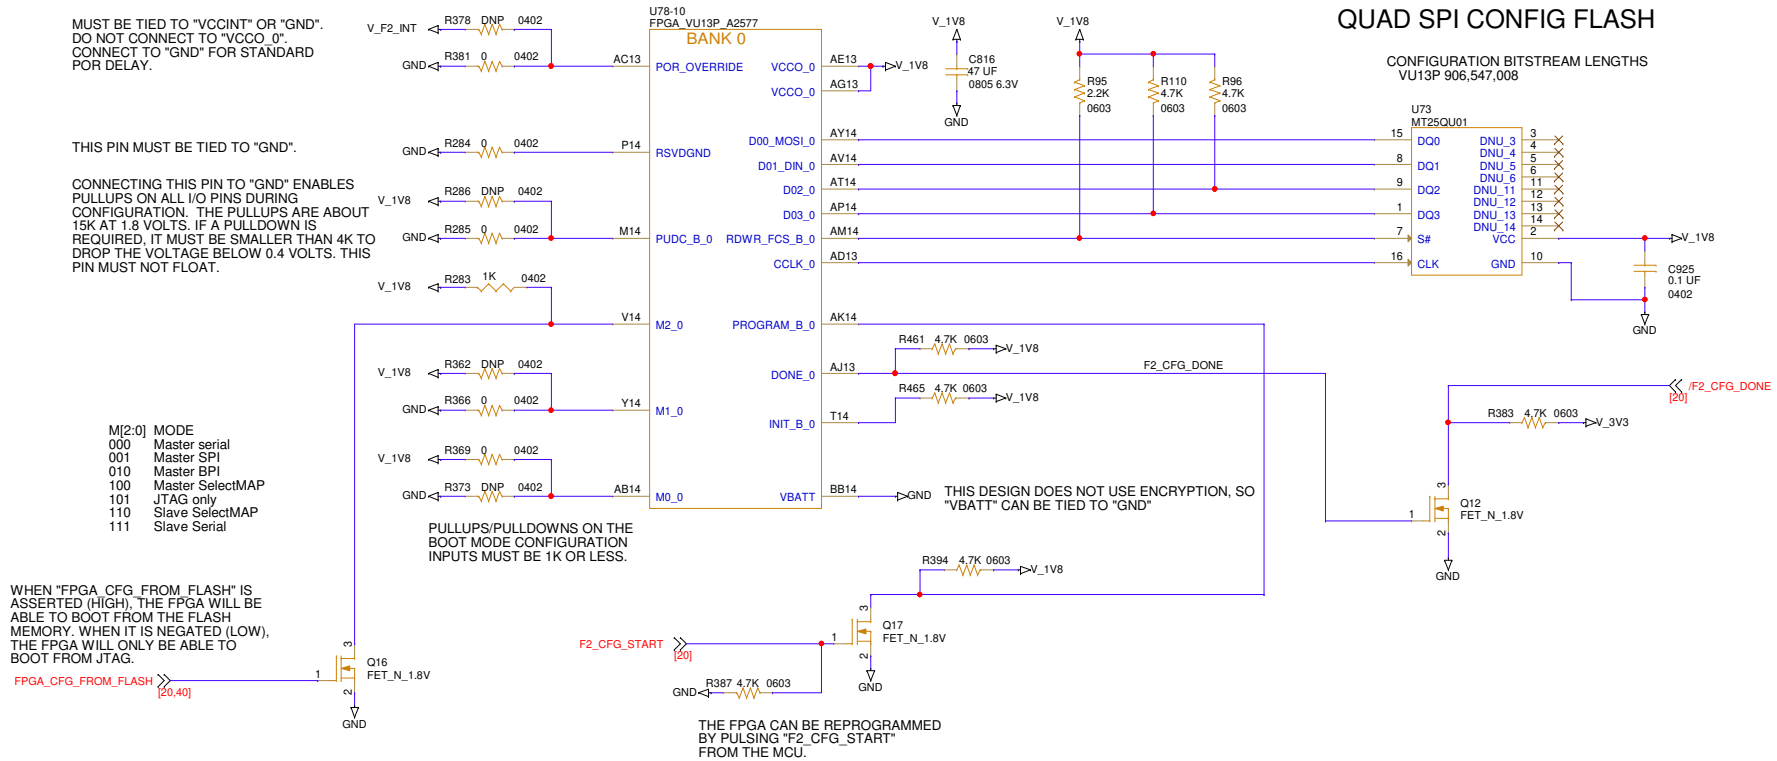 QUAD SPI CONFIG FLASH
CONFIGURATION BITSTREAM LENGTHS
VU13P 906,547,008
MUST BE TIED TO "VCCINT" OR "GND".
DO NOT CONNECT TO "VCCO_0".
CONNECT TO "GND" FOR STANDARD
POR DELAY.
V_F2_INT R378 DNP 0402
GND R381 0 0402
THIS PIN MUST BE TIED TO "GND".
GND R284 0 0402
CONNECTING THIS PIN TO "GND" ENABLES
PULLUPS ON ALL I/O PINS DURING
CONFIGURATION. THE PULLUPS ARE ABOUT
15K AT 1.8 VOLTS. IF A PULLDOWN IS
REQUIRED, IT MUST BE SMALLER THAN 4K TO
DROP THE VOLTAGE BELOW 0.4 VOLTS. THIS
PIN MUST NOT FLOAT.
V_1V8 R286 DNP 0402
GND R285 0 0402
V_1V8 R283 1K 0402
V_1V8 R362 DNP 0402
GND R366 0 0402
V_1V8 R369 0 0402
GND R373 DNP 0402
M[2:0] MODE
000 Master serial
001 Master SPI
010 Master BPI
100 Master SelectMAP
101 JTAG only
110 Slave SelectMAP
111 Slave Serial
PULLUPS/PULLDOWNS ON THE
BOOT MODE CONFIGURATION
INPUTS MUST BE 1K OR LESS.
WHEN "FPGA_CFG_FROM_FLASH" IS
ASSERTED (HIGH), THE FPGA WILL BE
ABLE TO BOOT FROM THE FLASH
MEMORY. WHEN IT IS NEGATED (LOW),
THE FPGA WILL ONLY BE ABLE TO
BOOT FROM JTAG.
FPGA_CFG_FROM_FLASH
[20,40]
1
3
2
Q16
FET_N_1.8V
GND
U78-10
FPGA_VU13P_A2577
BANK 0
AC13 POR_OVERRIDE
P14 RSVDGND
M14 PUDC_B_0
V14 M2_0
Y14 M1_0
AB14 M0_0
VCCO_0 AE13 V_1V8
VCCO_0 AG13
D00_MOSI_0 AY14
D01_DIN_0 AV14
D02_0 AT14
D03_0 AP14
RDWR_FCS_B_0 AM14
CCLK_0 AD13
PROGRAM_B_0 AK14
DONE_0 AJ13
INIT_B_0 T14
VBATT BB14 GND
V_1V8
C816
47 UF
0805 6.3V
GND
V_1V8
R95
2.2K
0603
R110
4.7K
0603
R96
4.7K
0603
U73
MT25QU01
15 DQ0
8 DQ1
9 DQ2
1 DQ3
7 S#
16 CLK
DNU_3 3
DNU_4 4
DNU_5 5
DNU_6 6
DNU_11 11
DNU_12 12
DNU_13 13
DNU_14 14
VCC 2 V_1V8
GND 10
C925
0.1 UF
0402
GND
R461 4.7K 0603 V_1V8
F2_CFG_DONE
R465 4.7K 0603 V_1V8
/F2_CFG_DONE
[20]
R383 4.7K 0603 V_3V3
1
3
2
Q12
FET_N_1.8V
GND
THIS DESIGN DOES NOT USE ENCRYPTION, SO
"VBATT" CAN BE TIED TO "GND"
R394 4.7K 0603 V_1V8
F2_CFG_START
[20]
1
3
2
Q17
FET_N_1.8V
GND
GND R387 4.7K 0603
THE FPGA CAN BE REPROGRAMMED
BY PULSING "F2_CFG_START"
FROM THE MCU.